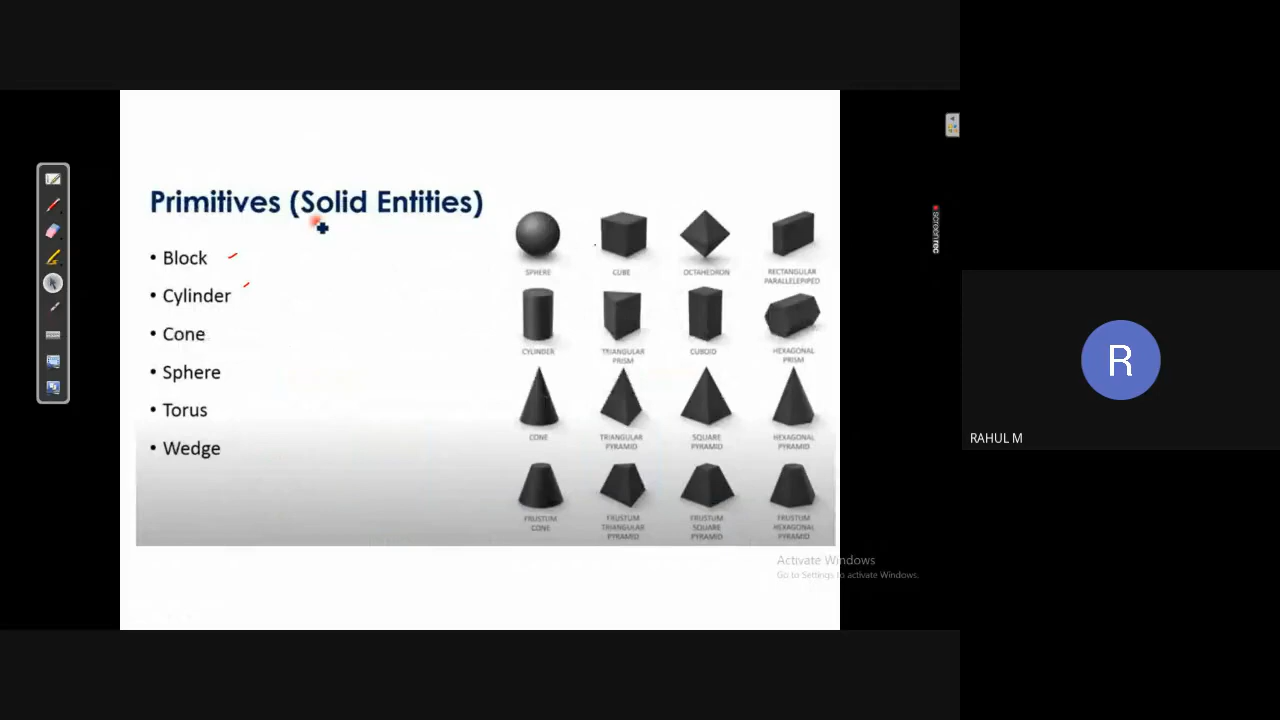 Primitives (Solid Entities)
• Block
• Cylinder
• Cone
• Sphere
• Torus
• Wedge
SPHERE
CUBE
OCTAHEDRON
RECTANGULAR
PARALLELEPIPED
CYLINDER
TRIANGULAR
PRISM
CUBOID
HEXAGONAL
PRISM
CONE
TRIANGULAR
PYRAMID
SQUARE
PYRAMID
HEXAGONAL
PYRAMID
FRUSTUM
CONE
FRUSTUM
TRIANGULAR
PYRAMID
FRUSTUM
SQUARE
PYRAMID
FRUSTUM
HEXAGONAL
PYRAMID
Activate Windows
Go to Settings to activate Windows.
screenrec
R
RAHUL M